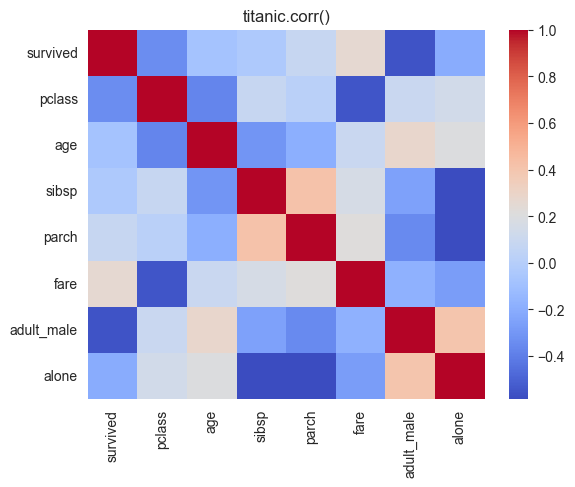 titanic.corr()
survived
pclass
age
sibsp
parch
fare
adult_male
alone
survived
pclass
age
sibsp
parch
fare
adult_male
alone
1.0
0.8
0.6
0.4
0.2
0.0
−0.2
−0.4